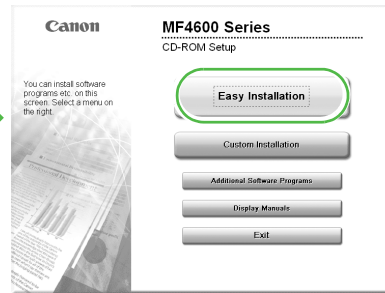 Canon
MF4600 Series
CD-ROM Setup
You can install software
programs etc. on this
screen. Select a menu on
the right.
Easy Installation
Custom Installation
Additional Software Programs
Display Manuals
Exit